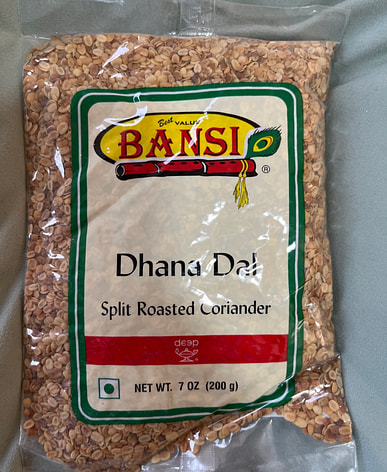 Best VALUE
BANSI
®
Dhana Dal
Split Roasted Coriander
deep
NET WT. 7 OZ (200 g)